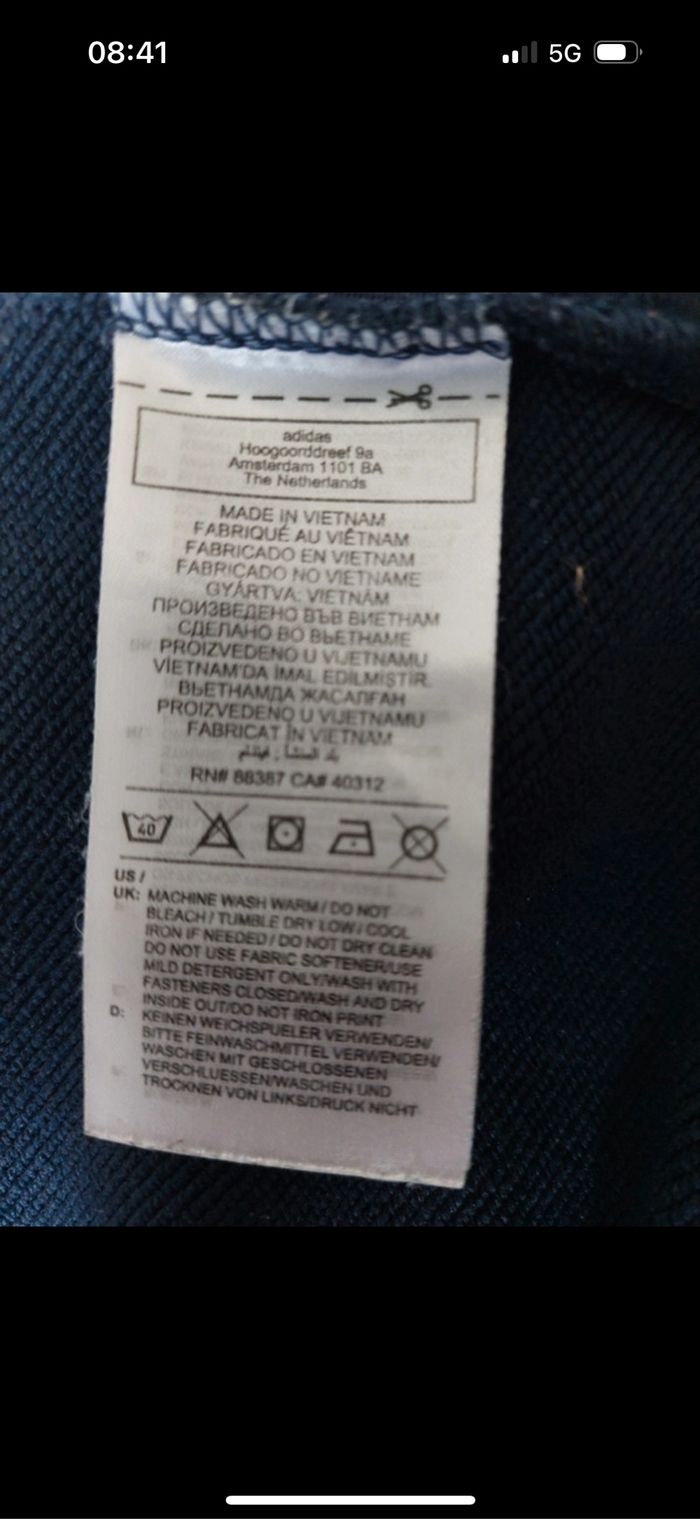 08:41
5G
adidas
Hoogoorddreef 9a
Amsterdam 1101 BA
The Netherlands
MADE IN VIETNAM
FABRIQUÉ AU VIÊTNAM
FABRICADO EN VIETNAM
FABRICADO NO VIETNAME
GYÁRTVA: VIETNÁM
ПРОИЗВЕДЕНО ВЪВ ВИЕТНАМ
СДЕЛАНО ВО ВЬЕТНАМЕ
PROIZVEDENO U VIJETNAMU
VİETNAM'DA İMAL EDİLMİŞTİR.
ВЬЕТНАМДА ЖАСАЛҒАН
PROIZVEDENO U VIJETNAMU
FABRICAT ÎN VIETNAM
بلد المنشأ : فيتنام
RN# 88387 CA# 40312
40
US /
UK: MACHINE WASH WARM / DO NOT
BLEACH / TUMBLE DRY LOW / COOL
IRON IF NEEDED / DO NOT DRY CLEAN
DO NOT USE FABRIC SOFTENER/USE
MILD DETERGENT ONLY/WASH WITH
FASTENERS CLOSED/WASH AND DRY
INSIDE OUT/DO NOT IRON PRINT
D: KEINEN WEICHSPUELER VERWENDEN/
BITTE FEINWASCHMITTEL VERWENDEN/
WASCHEN MIT GESCHLOSSENEN
VERSCHLUESSEN/WASCHEN UND
TROCKNEN VON LINKS/DRUCK NICHT